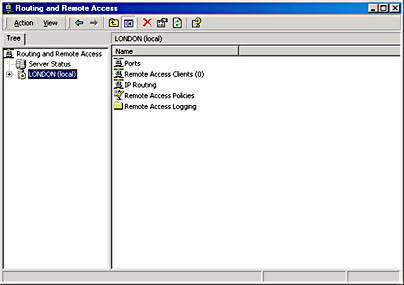 Routing and Remote Access
Action View
Tree
LONDON (local)
Routing and Remote Access
Server Status
LONDON (local)
Name
Ports
Remote Access Clients (0)
IP Routing
Remote Access Policies
Remote Access Logging